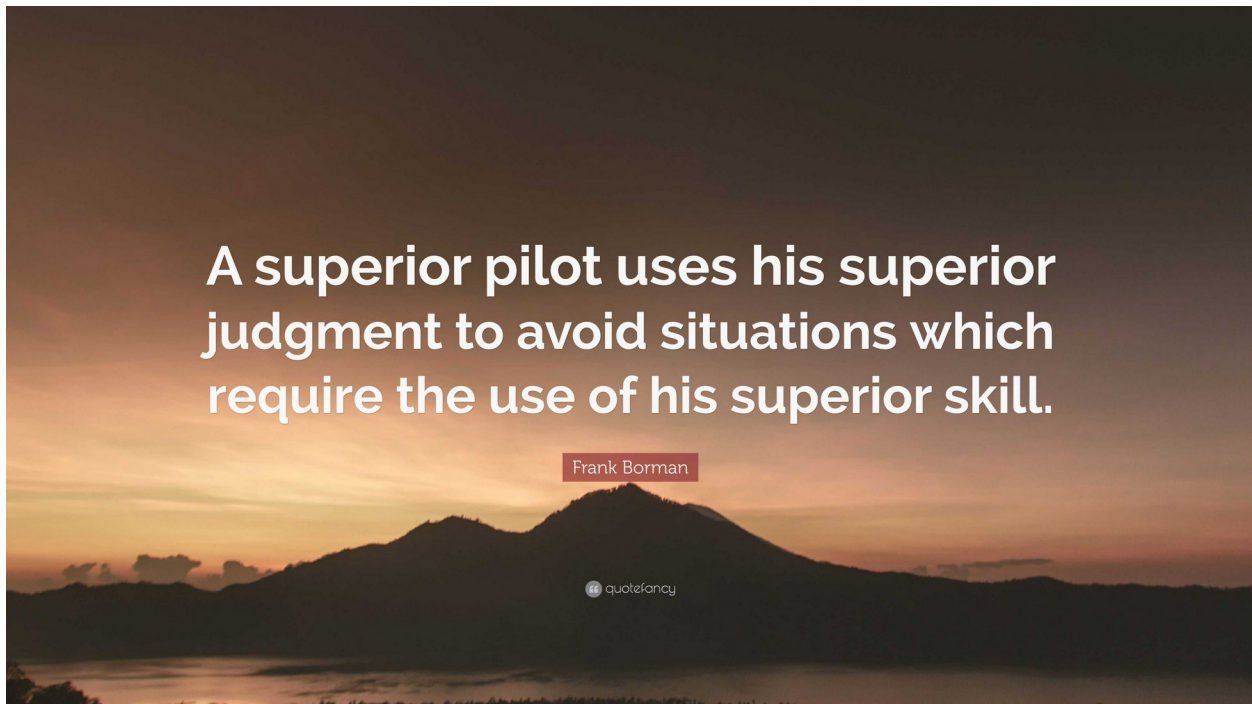 A superior pilot uses his superior
judgment to avoid situations which
require the use of his superior skill.
Frank Borman
quotefancy